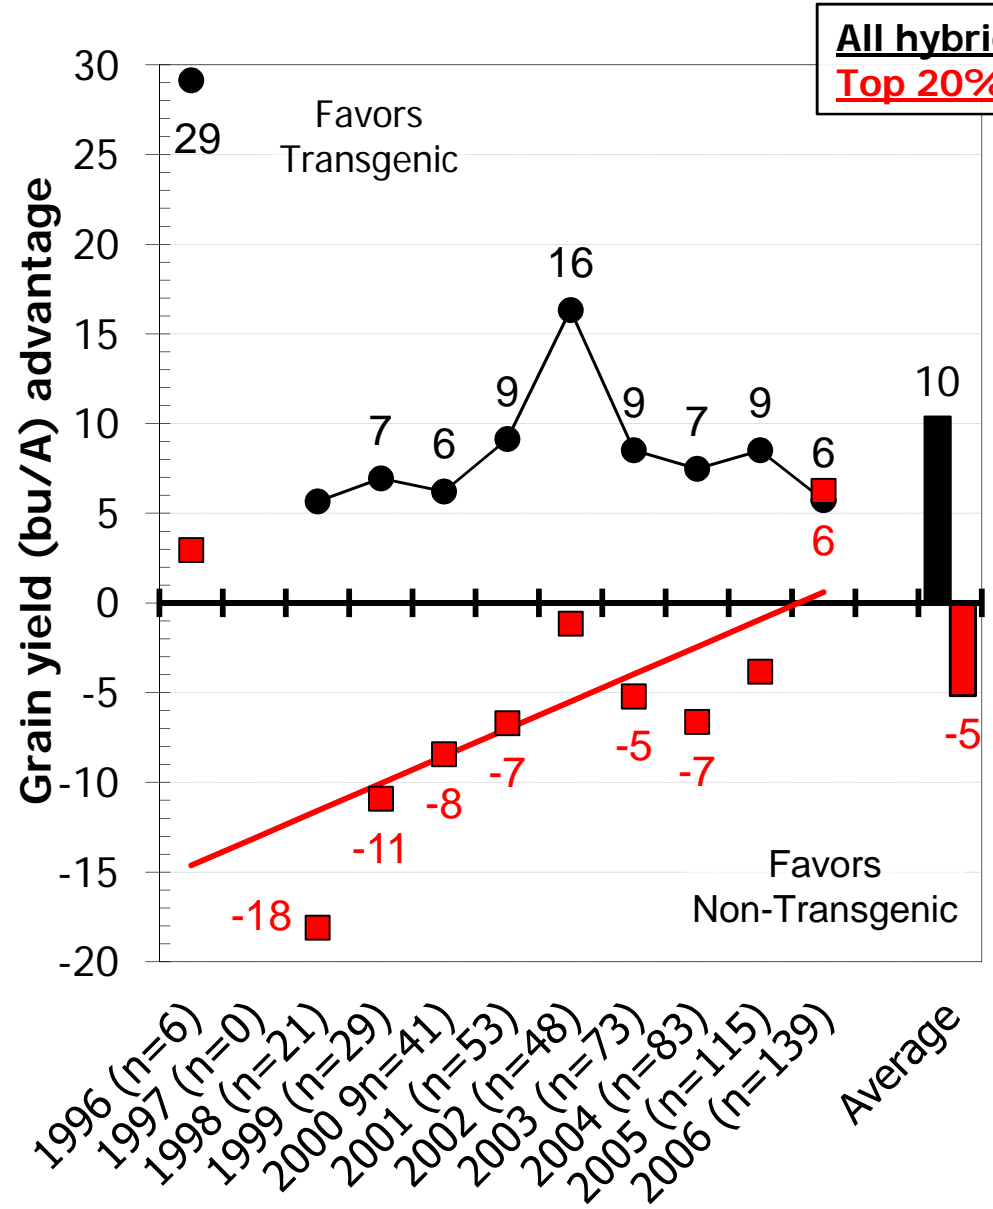 All hybri
Top 20%
Grain yield (bu/A) advantage
30
25
20
15
10
5
0
-5
-10
-15
-20
Favors
Transgenic
29
7
6
9
16
9
7
9
6
6
10
-5
-18
-11
-8
-7
-5
-7
Favors
Non-Transgenic
1996 (n=6)
1997 (n=0)
1998 (n=21)
1999 (n=29)
2000 9n=41)
2001 (n=53)
2002 (n=48)
2003 (n=73)
2004 (n=83)
2005 (n=115)
2006 (n=139)
Average